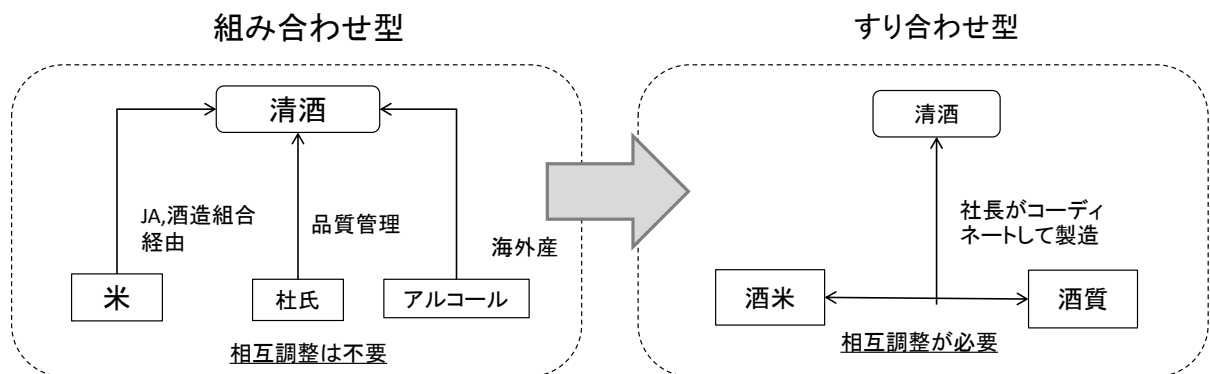 組み合わせ型
清酒
JA,酒造組合
経由
品質管理
海外産
米
杜氏
アルコール
相互調整は不要
すり合わせ型
清酒
社長がコーディ
ネートして製造
酒米
酒質
相互調整が必要